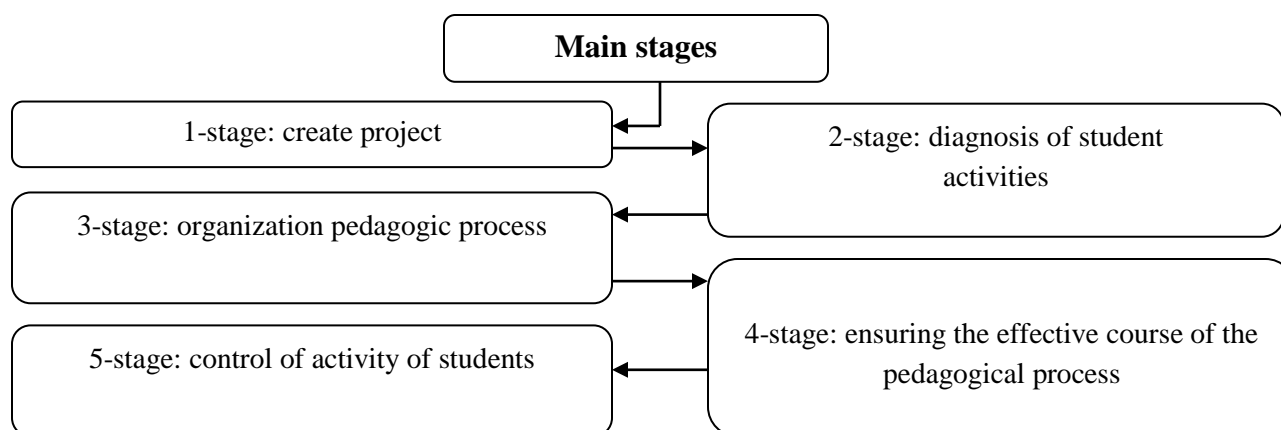 Main stages
1-stage: create project
2-stage: diagnosis of student
activities
3-stage: organization pedagogic process
4-stage: ensuring the effective course of the
pedagogical process
5-stage: control of activity of students